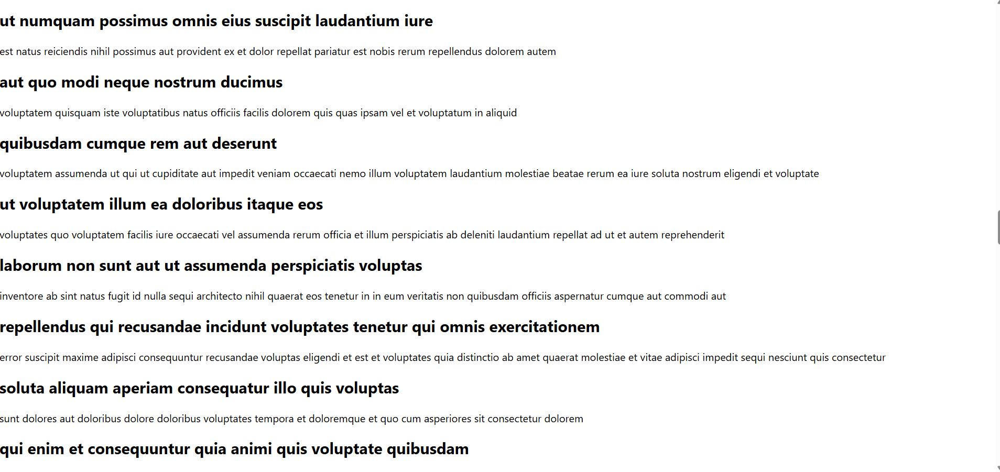 ut numquam possimus omnis eius suscipit laudantium iure
est natus reiciendis nihil possimus aut provident ex et dolor repellat pariatur est nobis rerum repellendus dolorem autem
aut quo modi neque nostrum ducimus
voluptatem quisquam iste voluptatibus natus officiis facilis dolorem quis quas ipsam vel et voluptatum in aliquid
quibusdam cumque rem aut deserunt
voluptatem assumenda ut qui ut cupiditate aut impedit veniam occaecati nemo illum voluptatem laudantium molestiae beatae rerum ea iure soluta nostrum eligendi et voluptate
ut voluptatem illum ea doloribus itaque eos
voluptates quo voluptatem facilis iure occaecati vel assumenda rerum officia et illum perspiciatis ab deleniti laudantium repellat ad ut et autem reprehenderit
laborum non sunt aut ut assumenda perspiciatis voluptas
inventore ab sint natus fugit id nulla sequi architecto nihil quaerat eos tenetur in in eum veritatis non quibusdam officiis aspernatur cumque aut commodi aut
repellendus qui recusandae incidunt voluptates tenetur qui omnis exercitationem
error suscipit maxime adipisci consequuntur recusandae voluptas eligendi et est et voluptates quia distinctio ab amet quaerat molestiae et vitae adipisci impedit sequi nesciunt quis consectetur
soluta aliquam aperiam consequatur illo quis voluptas
sunt dolores aut doloribus dolore doloribus voluptates tempora et doloremque et quo cum asperiores sit consectetur dolorem
qui enim et consequuntur quia animi quis voluptate quibusdam